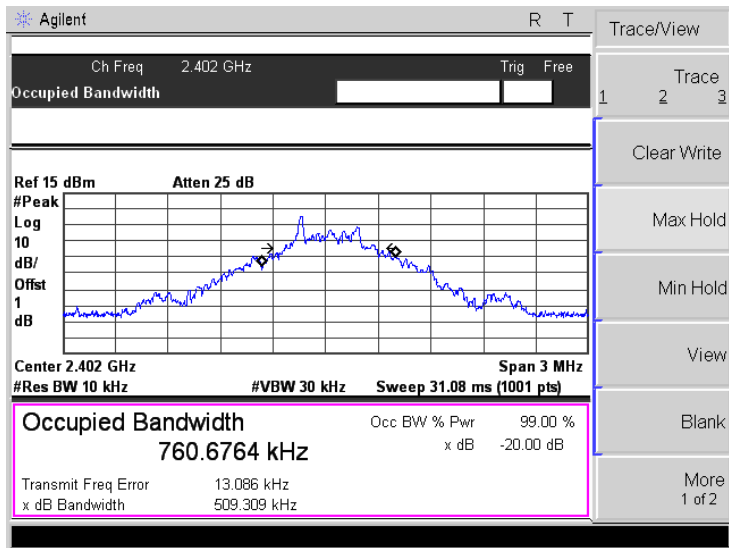 Agilent R T
Ch Freq 2.402 GHz Trig Free
Occupied Bandwidth
Ref 15 dBm Atten 25 dB
#Peak
Log
10
dB/
Offst
1
dB
Center 2.402 GHz Span 3 MHz
#Res BW 10 kHz #VBW 30 kHz Sweep 31.08 ms (1001 pts)
Occupied Bandwidth
760.6764 kHz
Occ BW % Pwr 99.00 %
x dB -20.00 dB
Transmit Freq Error 13.086 kHz
x dB Bandwidth 509.309 kHz
Trace/View
Trace
1 2 3
Clear Write
Max Hold
Min Hold
View
Blank
More
1 of 2